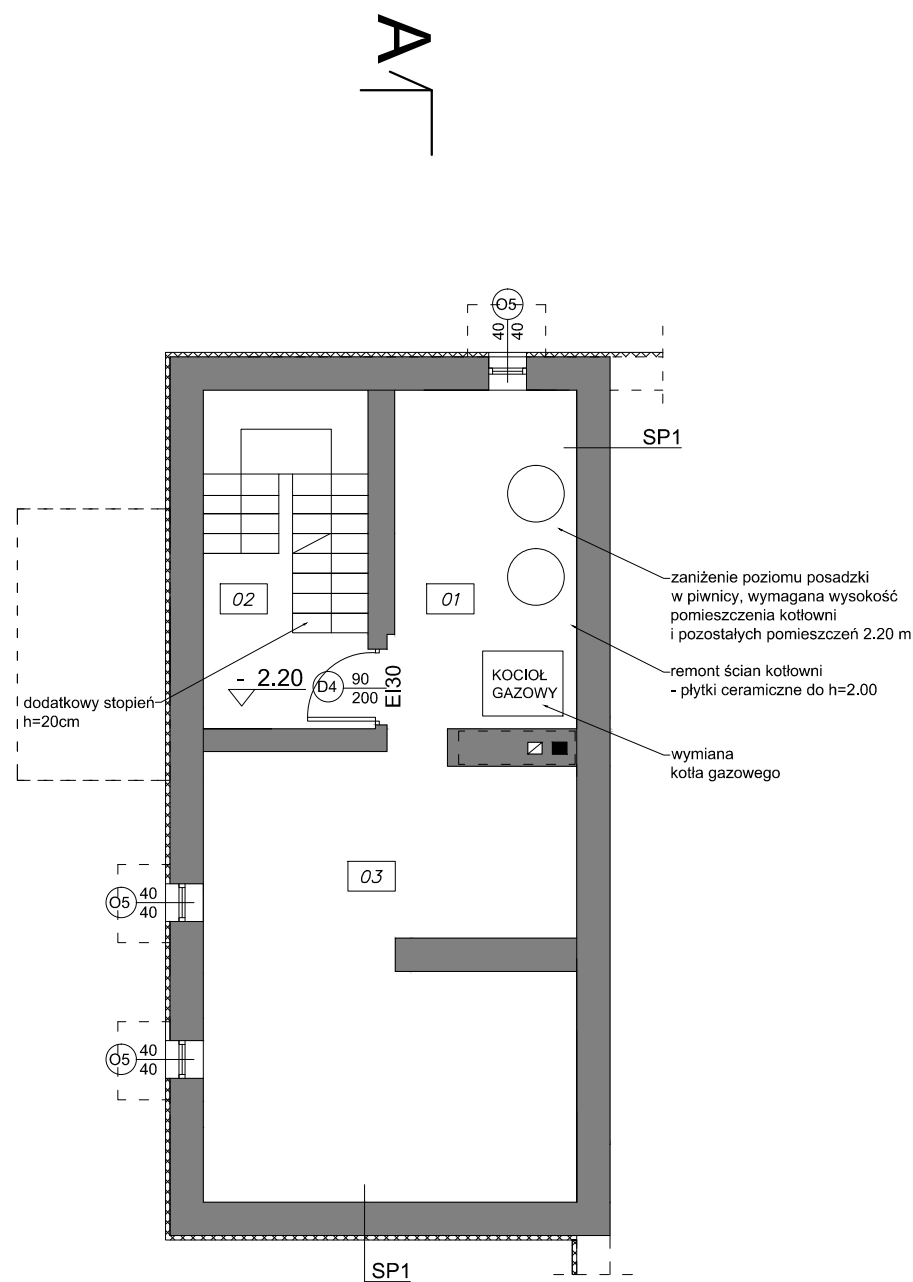 A
O5
40
40
SP1
zaniżenie poziomu posadzki
w piwnicy, wymagana wysokość
pomieszczenia kotłowni
i pozostałych pomieszczeń 2.20 m
02
01
remont ścian kotłowni
- płytki ceramiczne do h=2.00
KOCIOŁ
GAZOWY
- 2.20
D4
90
200
EI30
dodatkowy stopień
h=20cm
wymiana
kotła gazowego
03
O5
40
40
O5
40
40
SP1